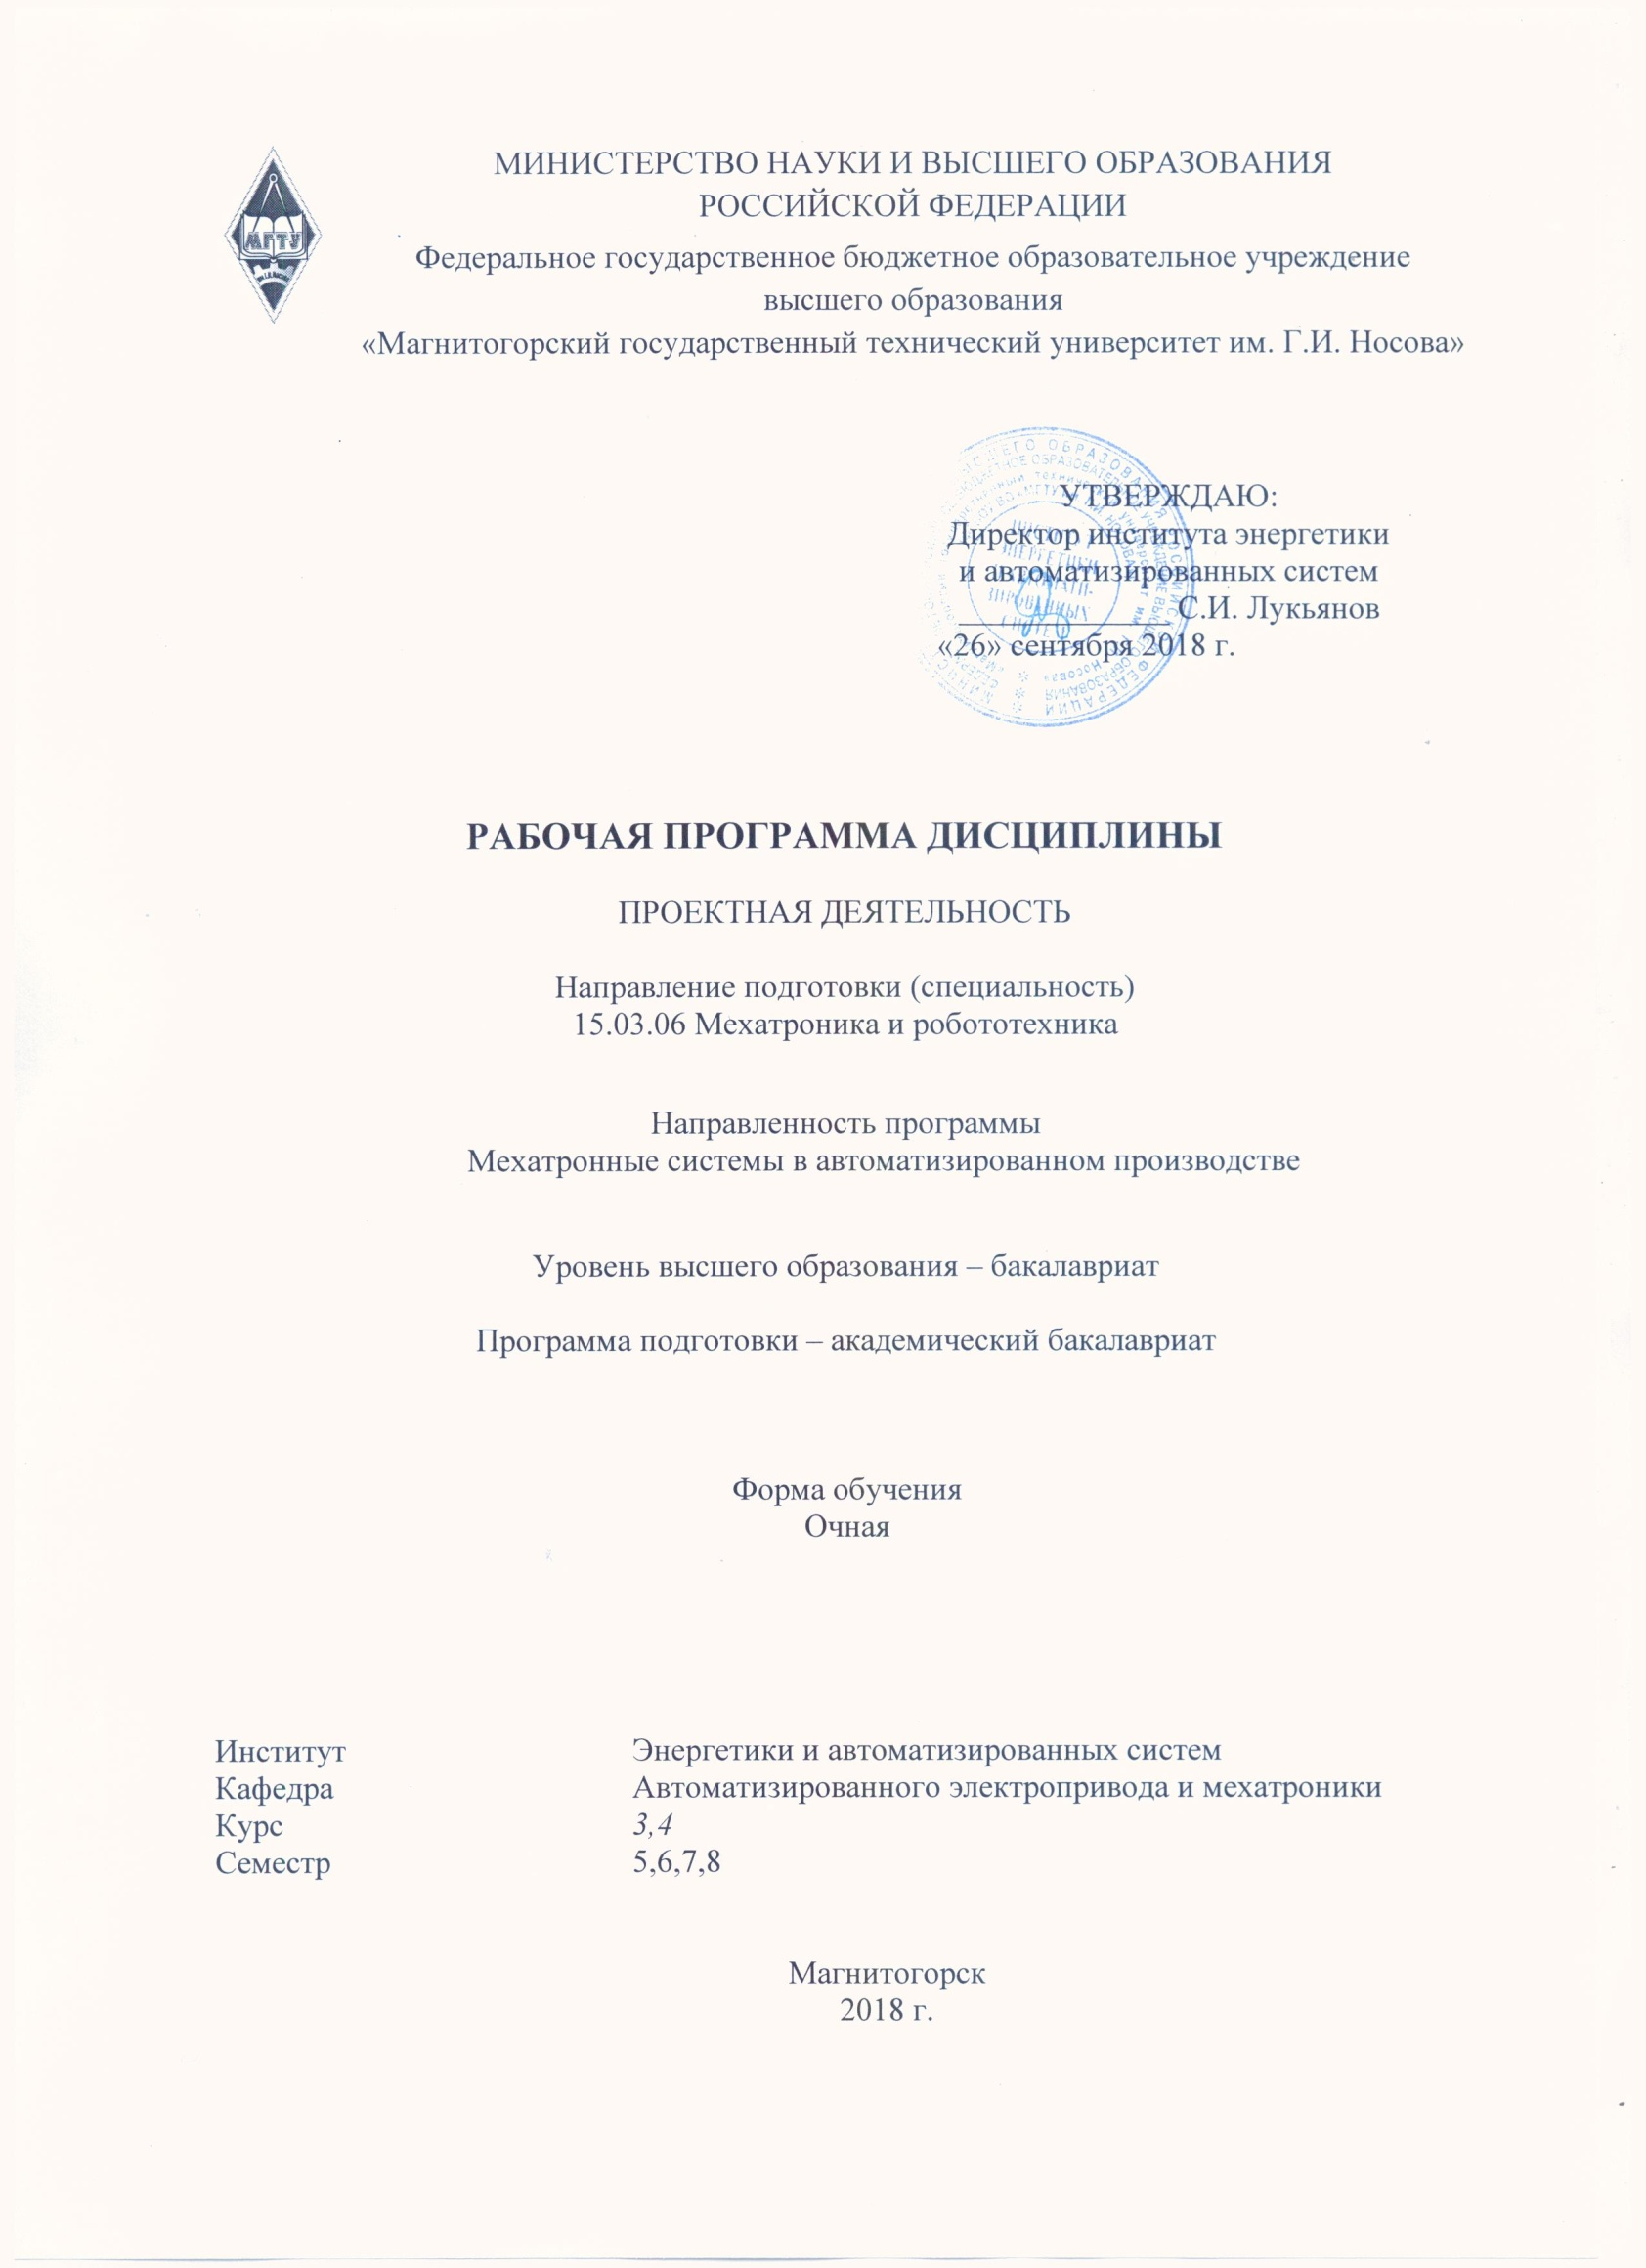 МИНИСТЕРСТВО НАУКИ И ВЫСШЕГО ОБРАЗОВАНИЯ
РОССИЙСКОЙ ФЕДЕРАЦИИ
Федеральное государственное бюджетное образовательное учреждение
высшего образования
«Магнитогорский государственный технический университет им. Г.И. Носова»
МГТУ
УТВЕРЖДАЮ:
Директор института энергетики
и автоматизированных систем
С.И. Лукьянов
«26» сентября 2018 г.
РАБОЧАЯ ПРОГРАММА ДИСЦИПЛИНЫ
ПРОЕКТНАЯ ДЕЯТЕЛЬНОСТЬ
Направление подготовки (специальность)
15.03.06 Мехатроника и робототехника
Направленность программы
Мехатронные системы в автоматизированном производстве
Уровень высшего образования – бакалавриат
Программа подготовки – академический бакалавриат
Форма обучения
Очная
Институт Энергетики и автоматизированных систем
Кафедра Автоматизированного электропривода и мехатроники
Курс 3,4
Семестр 5,6,7,8
Магнитогорск
2018 г.